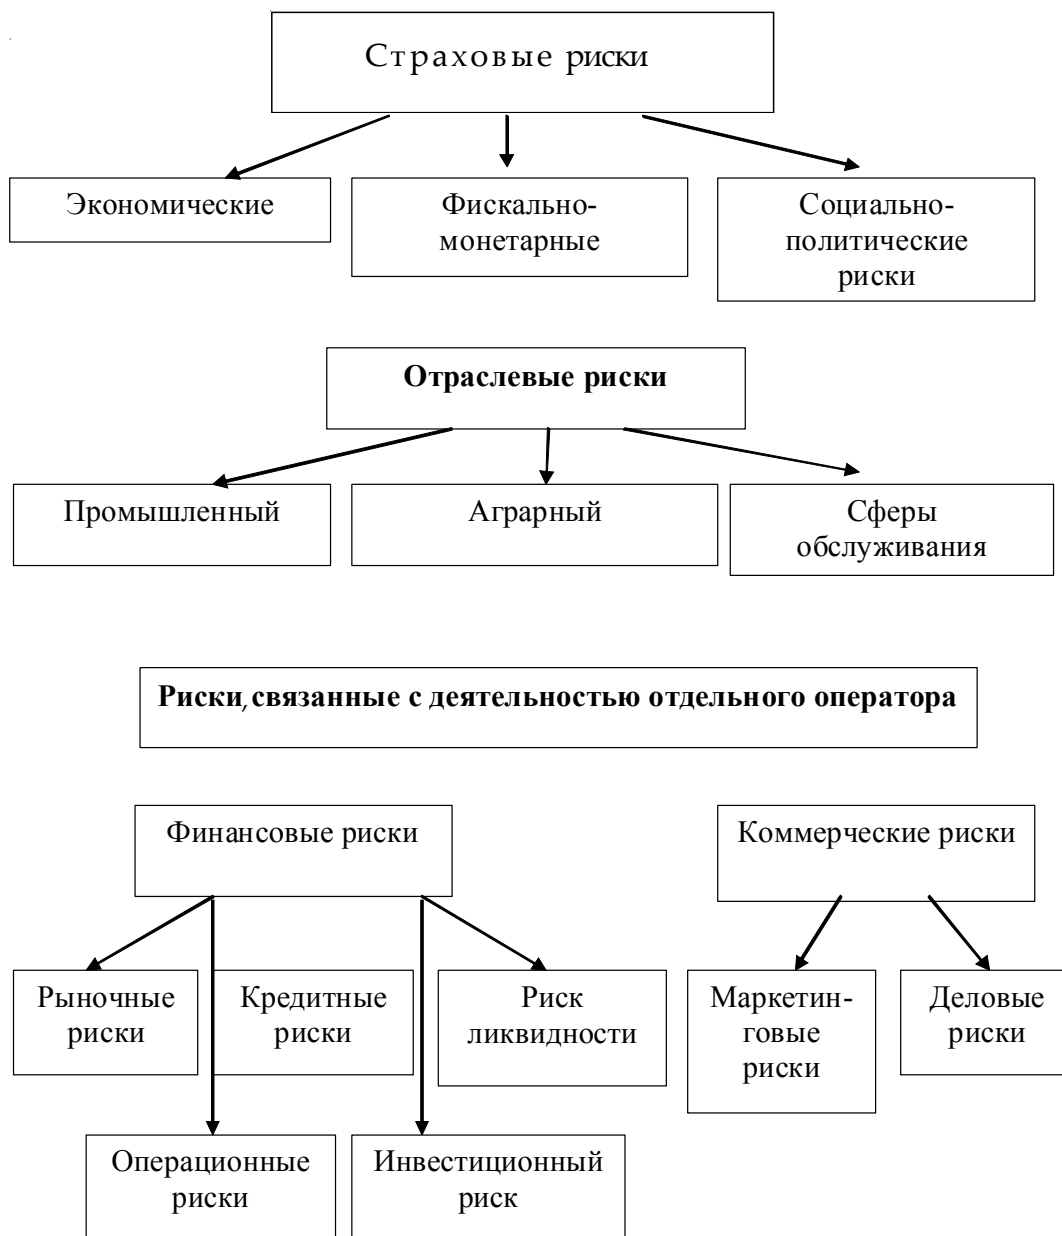 Страховые риски
Экономические
Фискально-
монетарные
Социально-
политические
риски
Отраслевые риски
Промышленный
Аграрный
Сферы
обслуживания
Риски, связанные с деятельностью отдельного оператора
Финансовые риски
Коммерческие риски
Рыночные
риски
Кредитные
риски
Риск
ликвидности
Маркетин-
говые
риски
Деловые
риски
Операционные
риски
Инвестиционный
риск